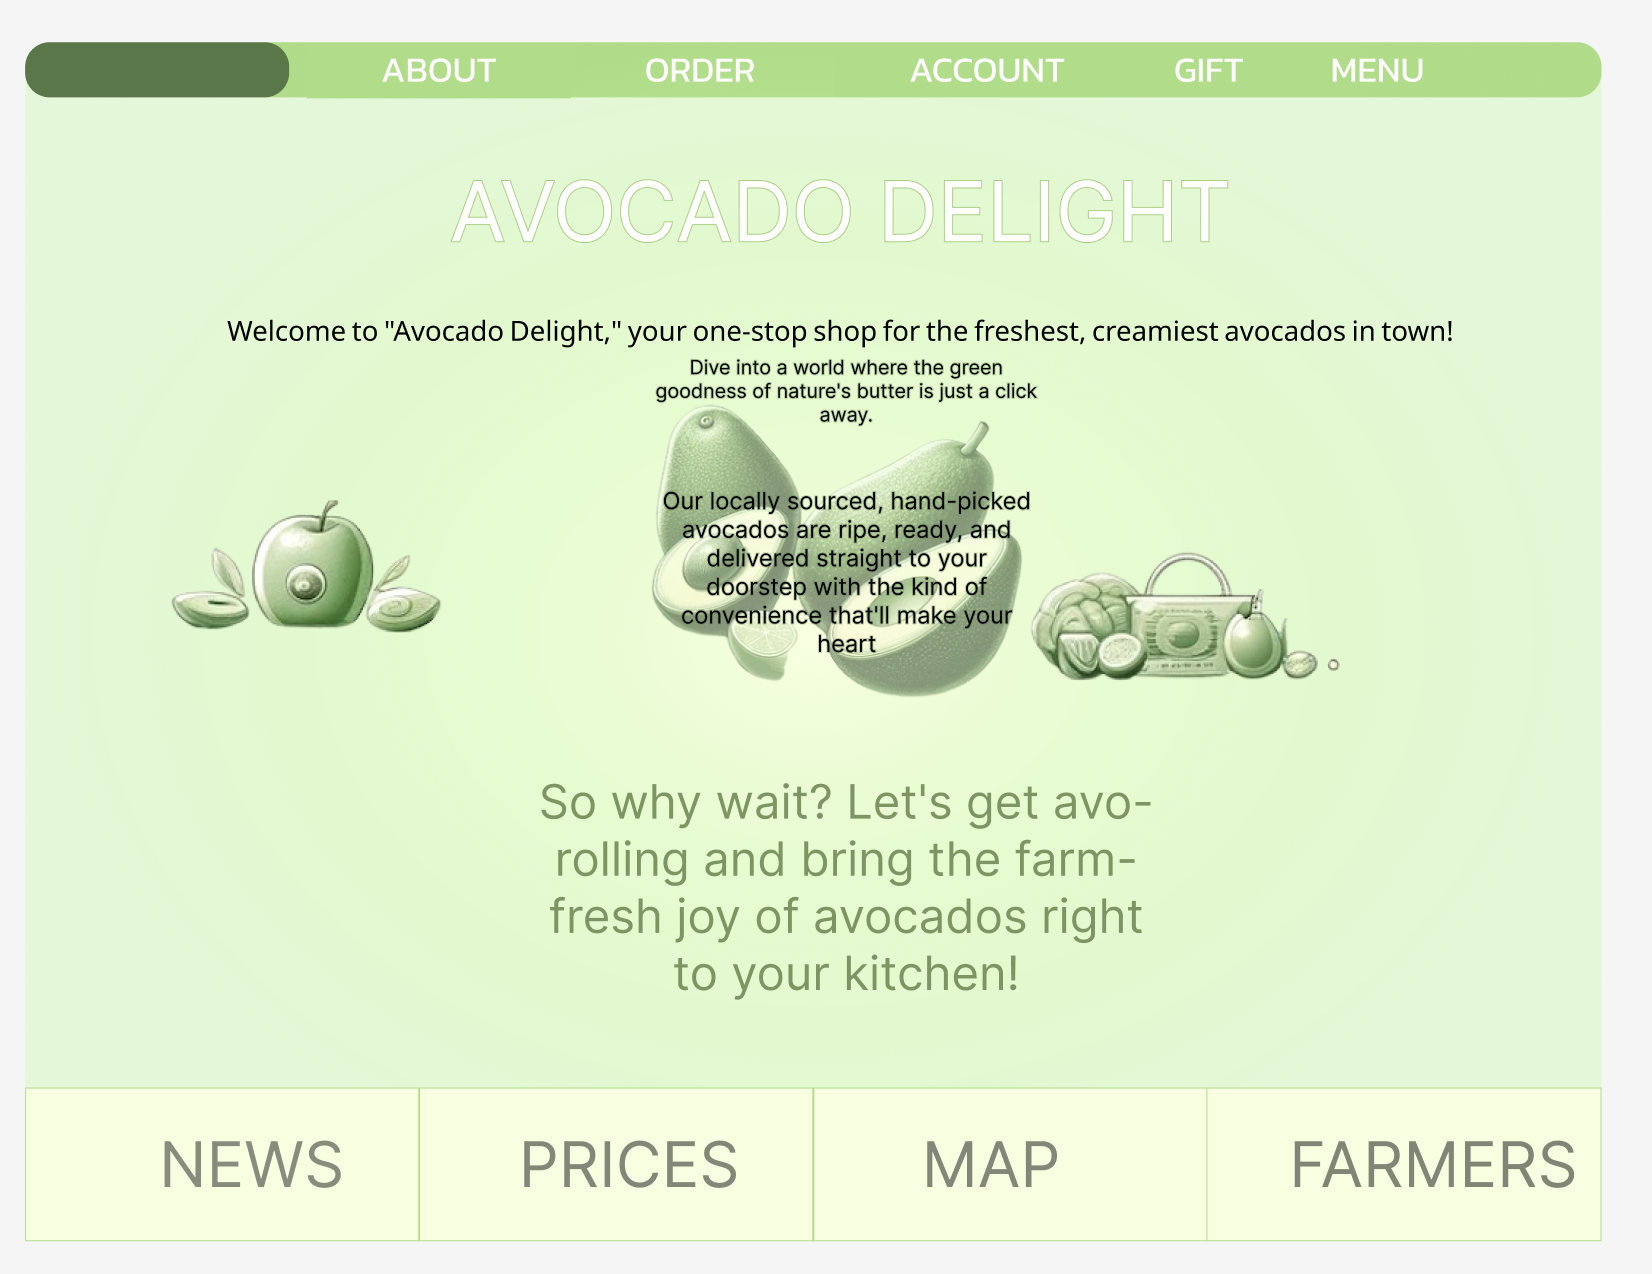 ABOUT ORDER ACCOUNT GIFT MENU
AVOCADO DELIGHT
Welcome to "Avocado Delight," your one-stop shop for the freshest, creamiest avocados in town!
Dive into a world where the green
goodness of nature's butter is just a click
away.
Our locally sourced, hand-picked
avocados are ripe, ready, and
delivered straight to your
doorstep with the kind of
convenience that'll make your
heart
So why wait? Let's get avo-
rolling and bring the farm-
fresh joy of avocados right
to your kitchen!
NEWS PRICES MAP FARMERS